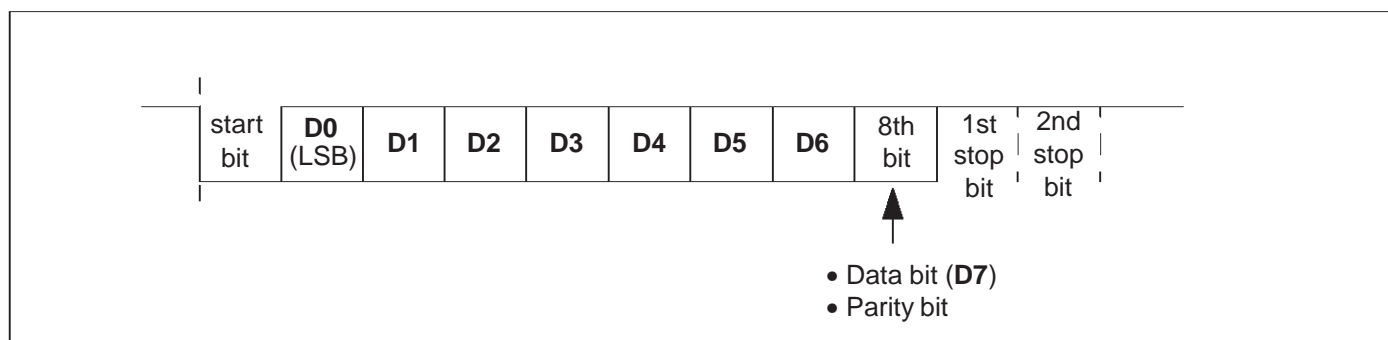 start
bit
D0
(LSB)
D1
D2
D3
D4
D5
D6
8th
bit
1st
stop
bit
2nd
stop
bit
• Data bit (D7)
• Parity bit